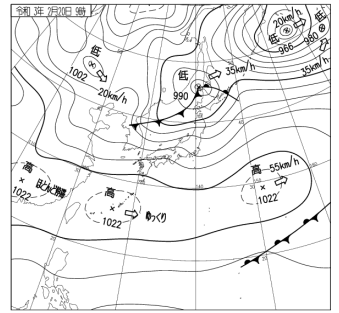 令和 3年 2月20日 9時
低
1002
20km/h
低
990
35km/h
20km/h
低
966
低
980
35km/h
高
1022
ほとんど停滞
高
1022
ゆっくり
高
55km/h
1022